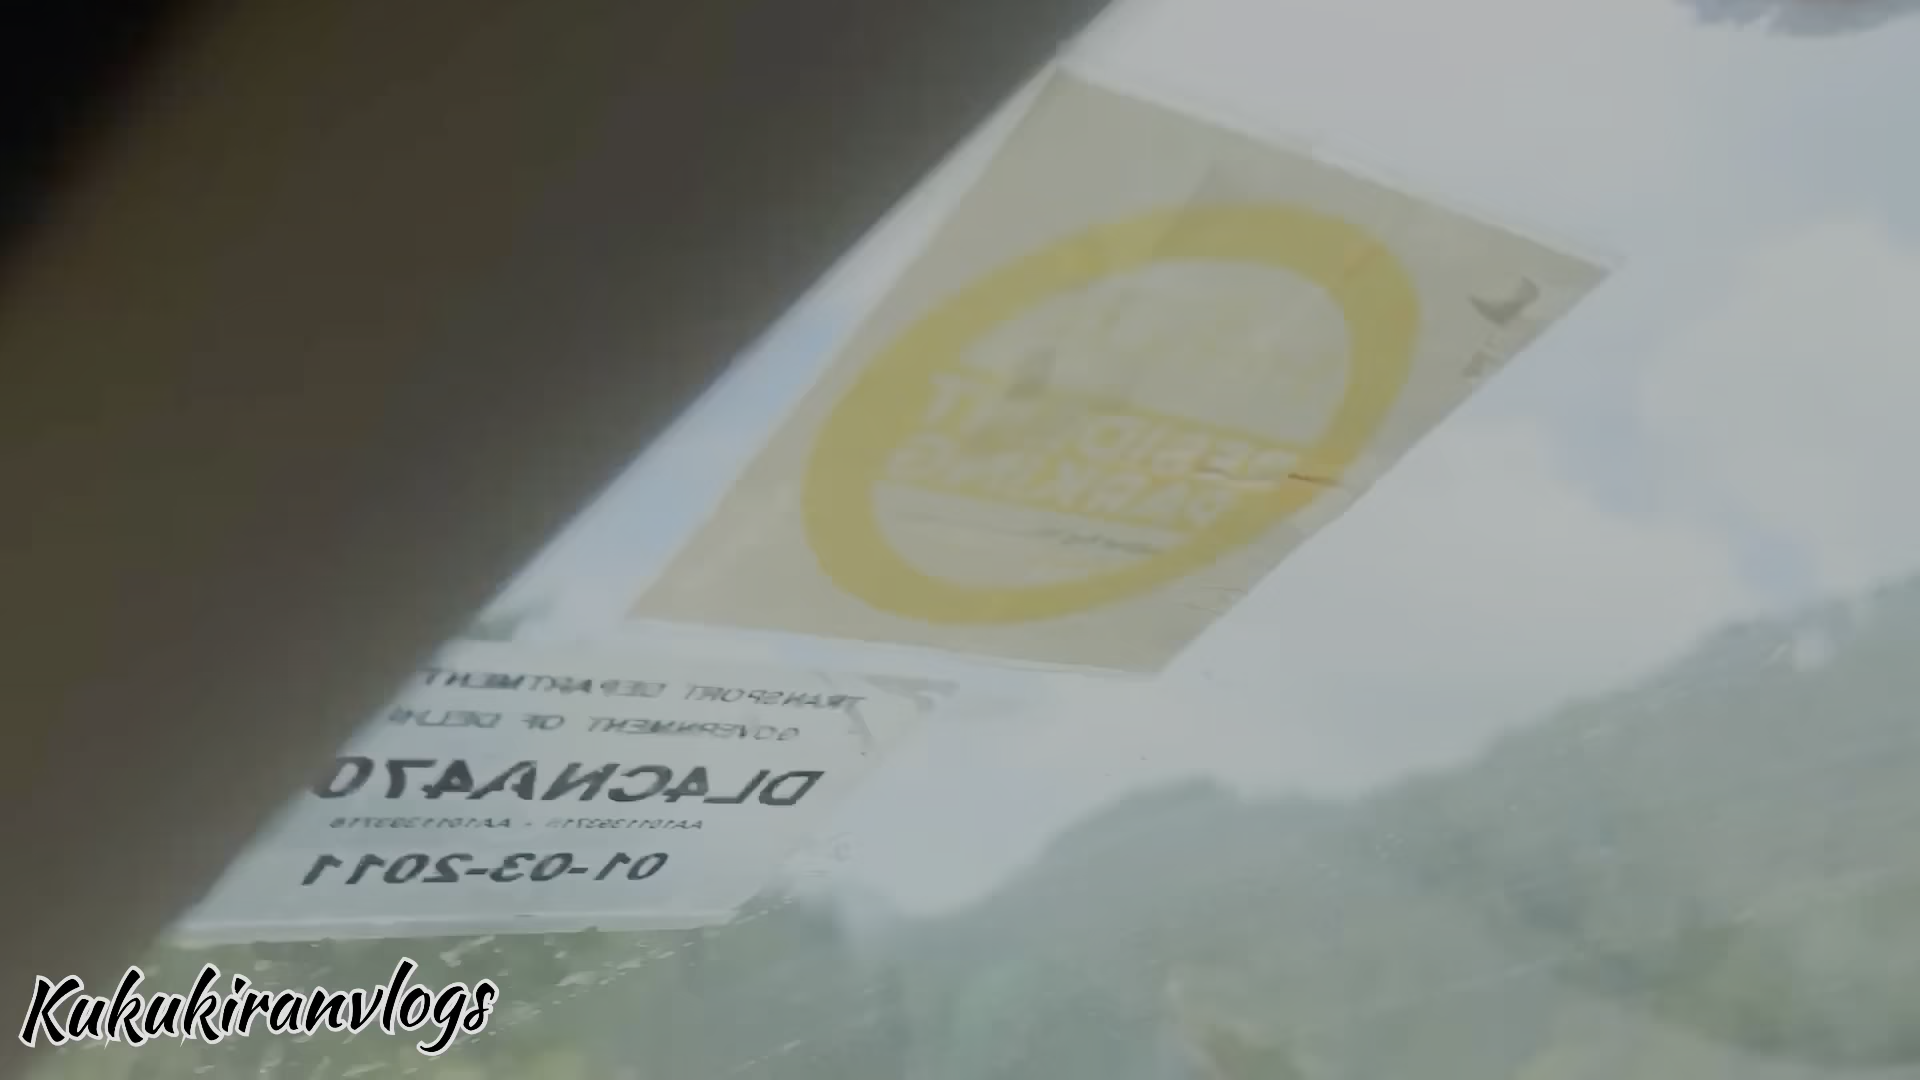 RESIDENT
PARKING
TRANSPORT DEPARTMENT
GOVERNMENT OF DELHI
DL4CNA470
01-03-2011
Kukukiranvlogs